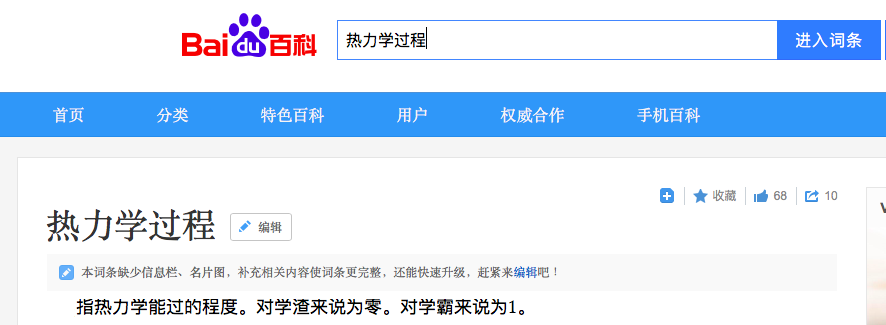 Bai du 百科
热力学过程
进入词条
首页 分类 特色百科 用户 权威合作 手机百科
收藏 68 10
热力学过程 编辑
本词条缺少信息栏、名片图，补充相关内容使词条更完整，还能快速升级，赶紧来编辑吧！
指热力学能过的程度。对学渣来说为零。对学霸来说为1。